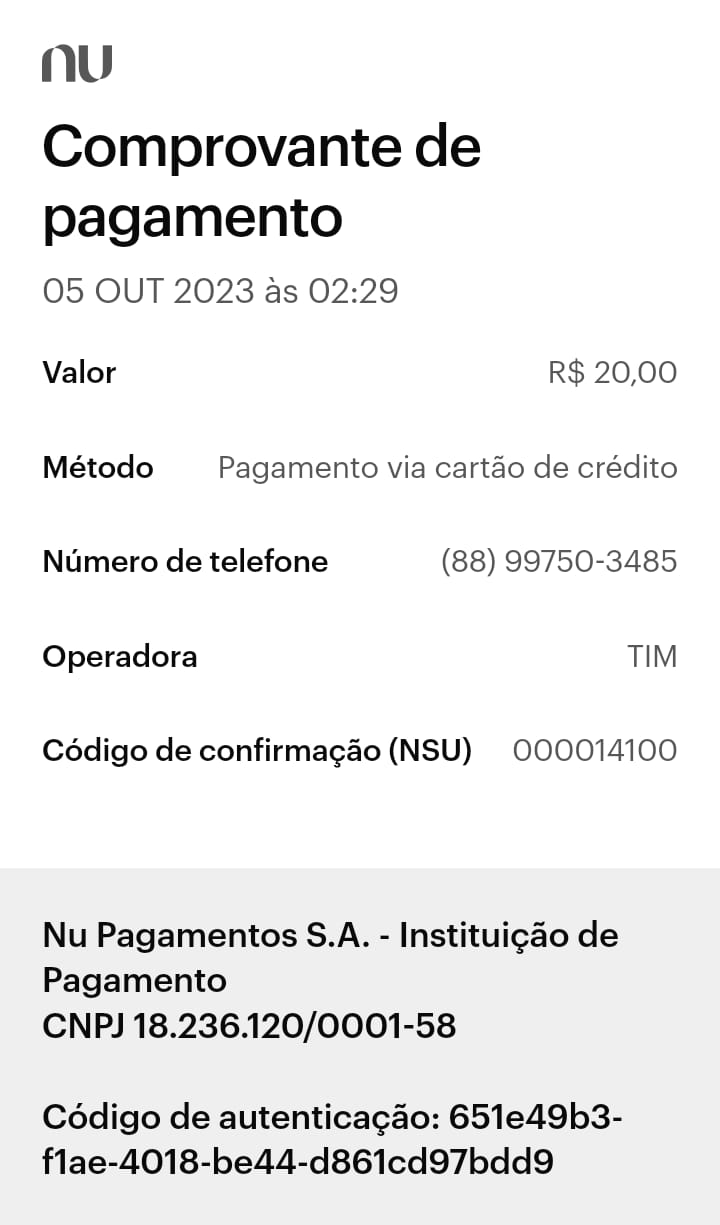 nu
Comprovante de
pagamento
05 OUT 2023 às 02:29
Valor R$ 20,00
Método Pagamento via cartão de crédito
Número de telefone (88) 99750-3485
Operadora TIM
Código de confirmação (NSU) 000014100
Nu Pagamentos S.A. - Instituição de
Pagamento
CNPJ 18.236.120/0001-58
Código de autenticação: 651e49b3-
f1ae-4018-be44-d861cd97bdd9